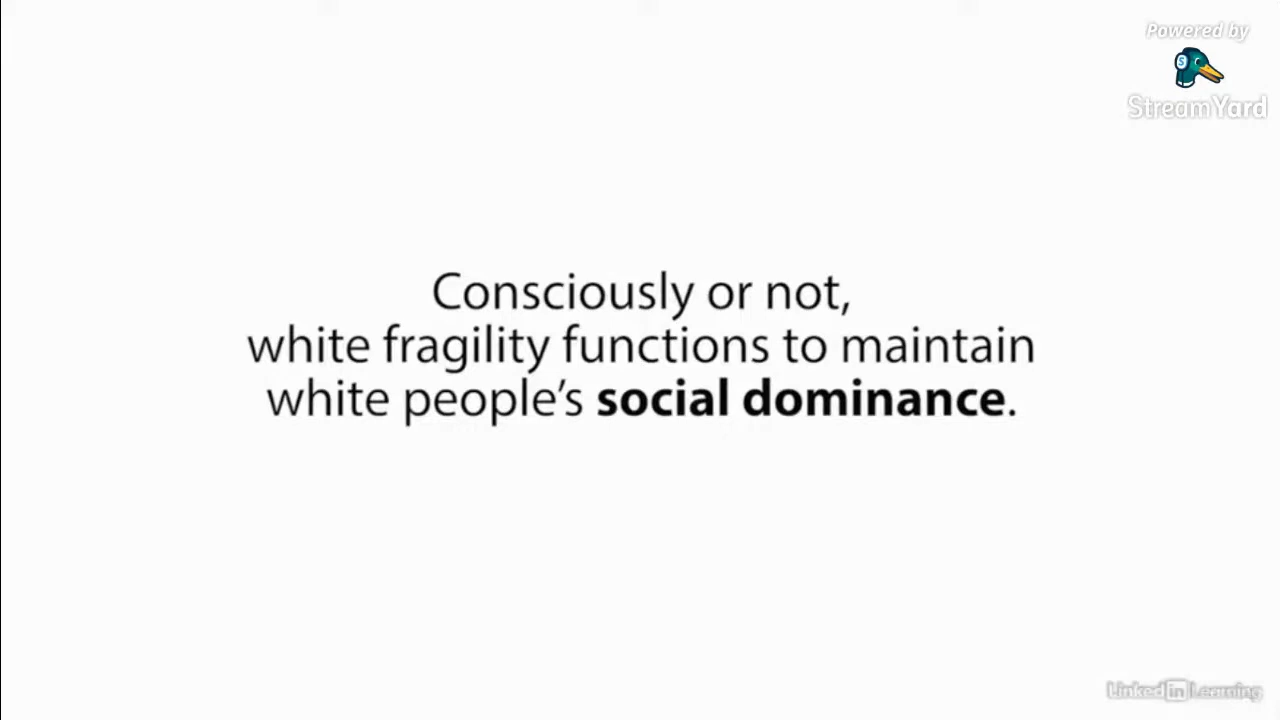 Powered by
StreamYard
Consciously or not,
white fragility functions to maintain
white people’s social dominance.
Linked in Learning